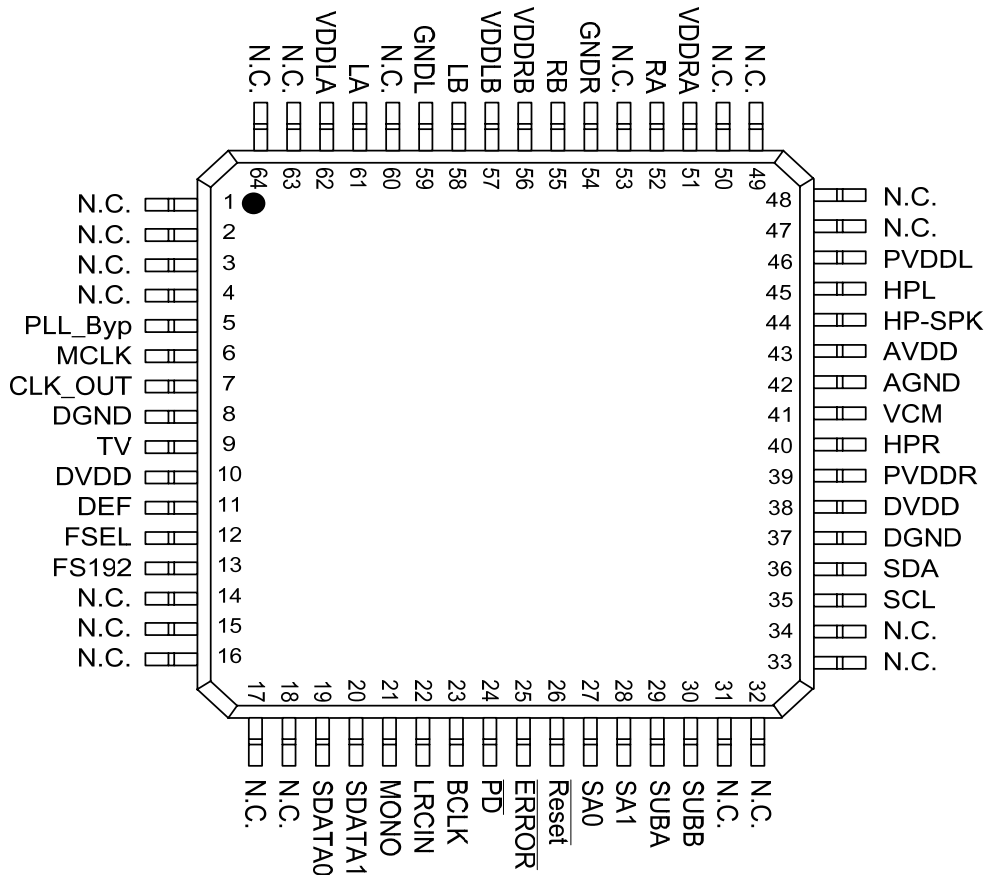 N.C.
N.C.
VDDLA
LA
N.C.
GNDL
LB
VDDLB
VDDRB
RB
GNDR
N.C.
RA
VDDRA
N.C.
N.C.
64
63
62
61
60
59
58
57
56
55
54
53
52
51
50
49
N.C. 1
N.C. 2
N.C. 3
N.C. 4
PLL_Byp 5
MCLK 6
CLK_OUT 7
DGND 8
TV 9
DVDD 10
DEF 11
FSEL 12
FS192 13
N.C. 14
N.C. 15
N.C. 16
48 N.C.
47 N.C.
46 PVDDL
45 HPL
44 HP-SPK
43 AVDD
42 AGND
41 VCM
40 HPR
39 PVDDR
38 DVDD
37 DGND
36 SDA
35 SCL
34 N.C.
33 N.C.
17
18
19
20
21
22
23
24
25
26
27
28
29
30
31
32
N.C.
N.C.
SDATA0
SDATA1
MONO
LRCIN
BCLK
PD
ERROR
Reset
SA0
SA1
SUBA
SUBB
N.C.
N.C.